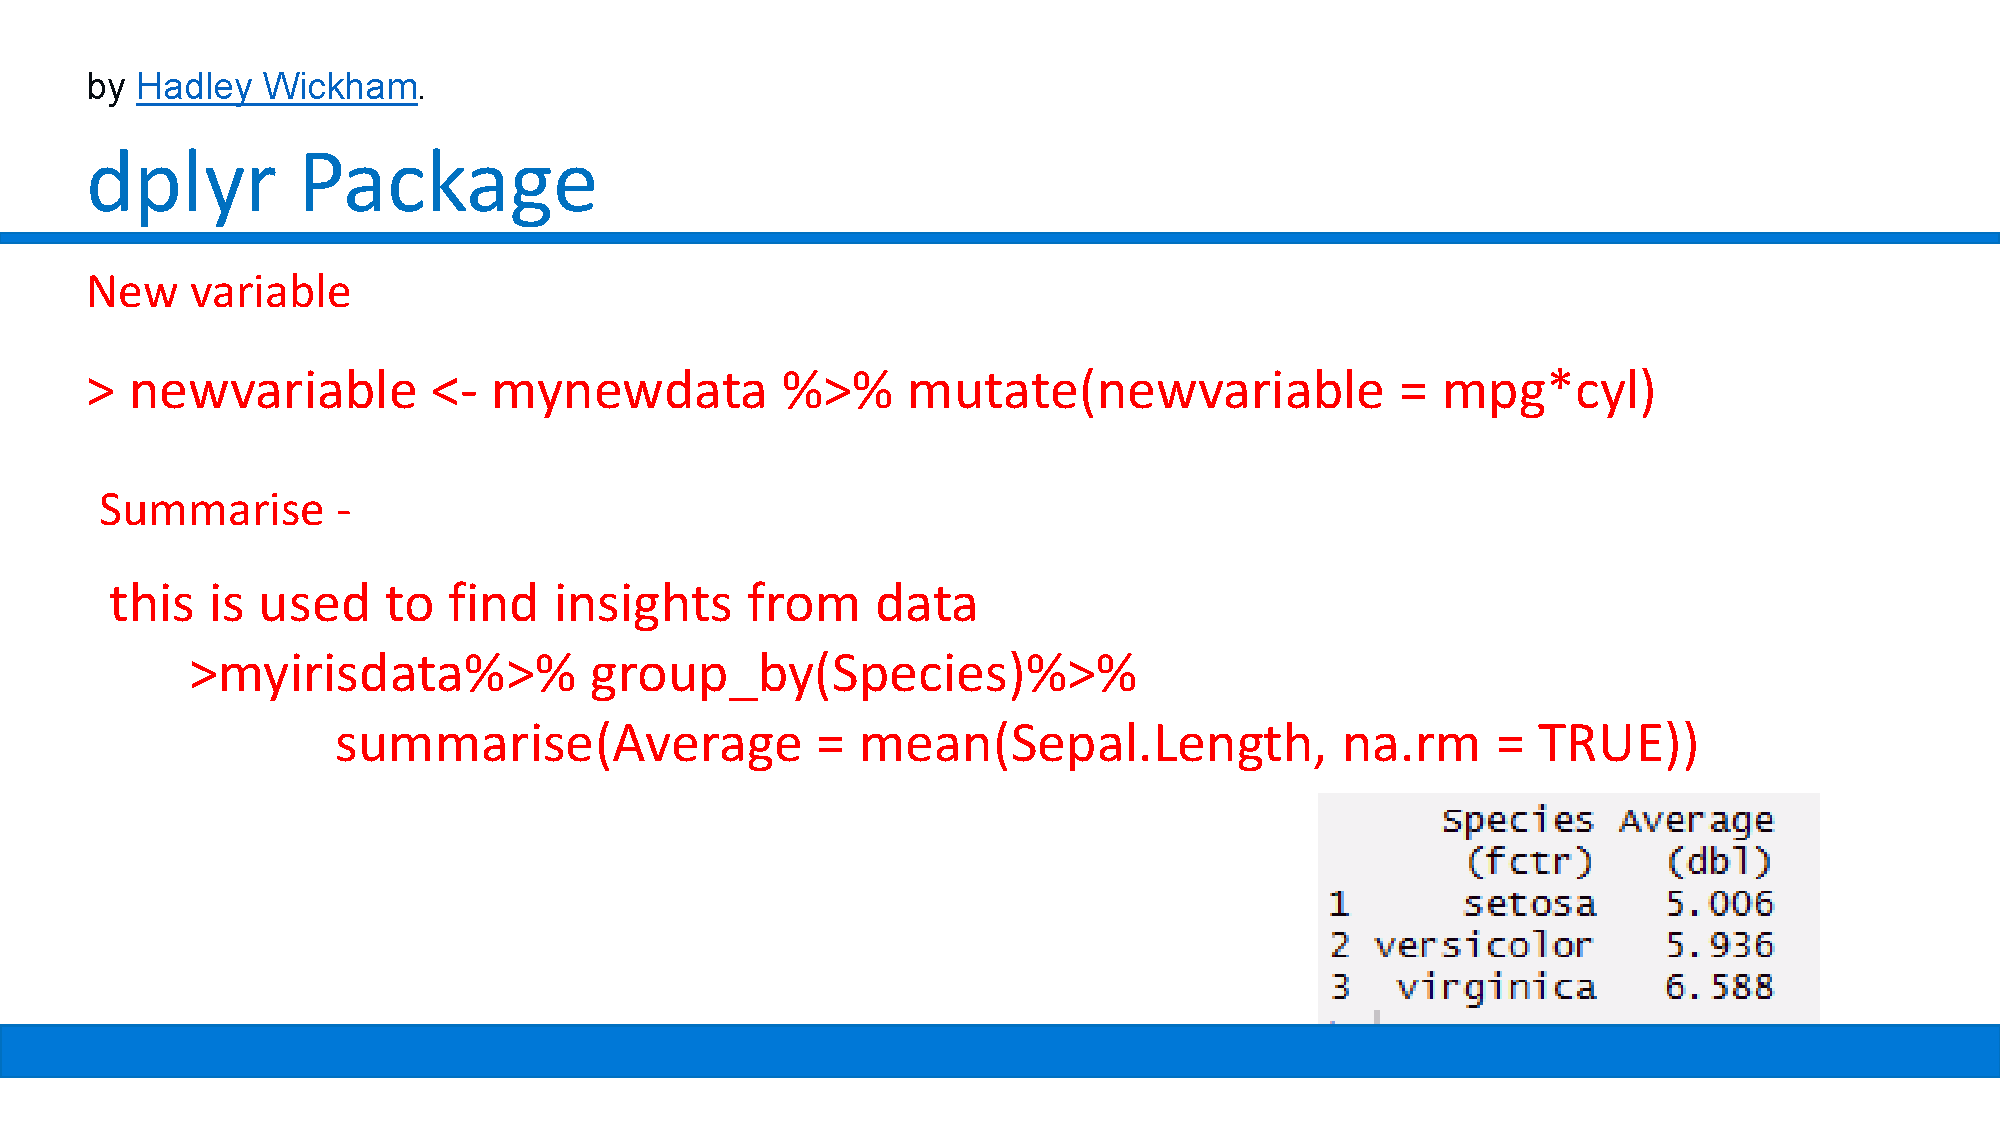 by Hadley Wickham.
dplyr Package
New variable
> newvariable <- mynewdata %>% mutate(newvariable = mpg*cyl)
Summarise -
this is used to find insights from data
>myirisdata%>% group_by(Species)%>%
summarise(Average = mean(Sepal.Length, na.rm = TRUE))
Species Average
(fctr) (dbl)
1 setosa 5.006
2 versicolor 5.936
3 virginica 6.588